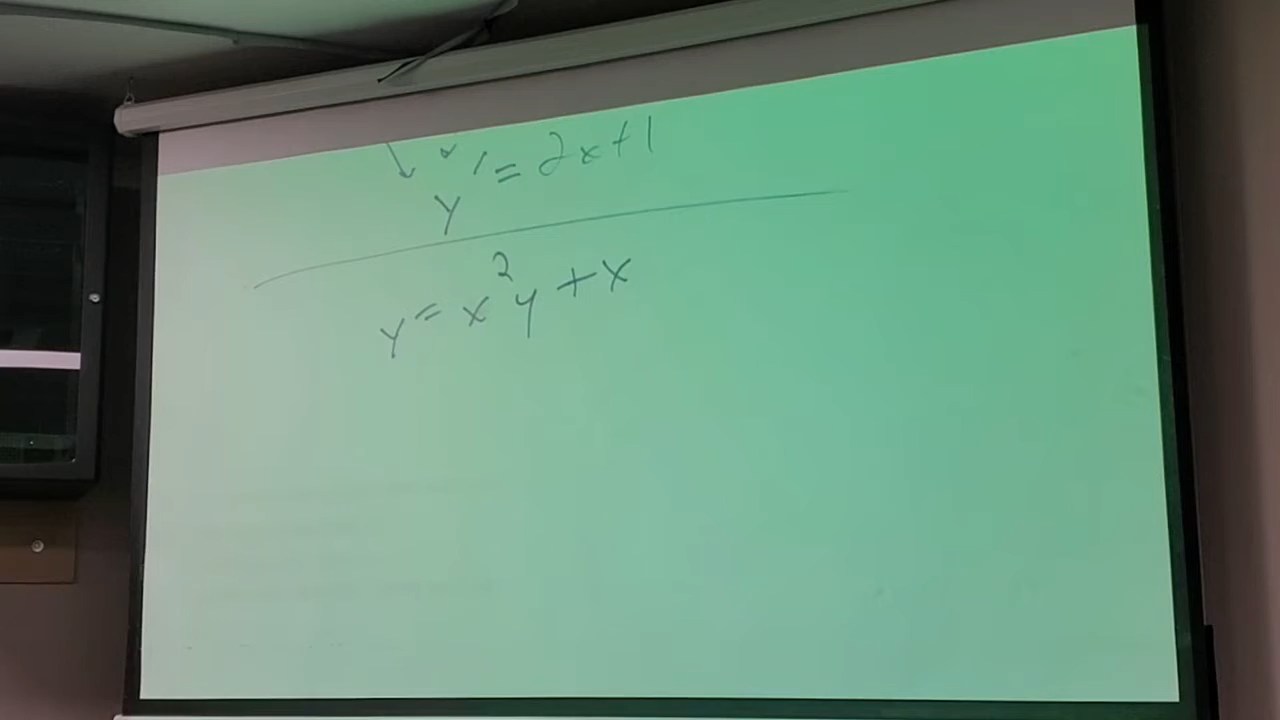 y' = 2x+1
y = x²y + x